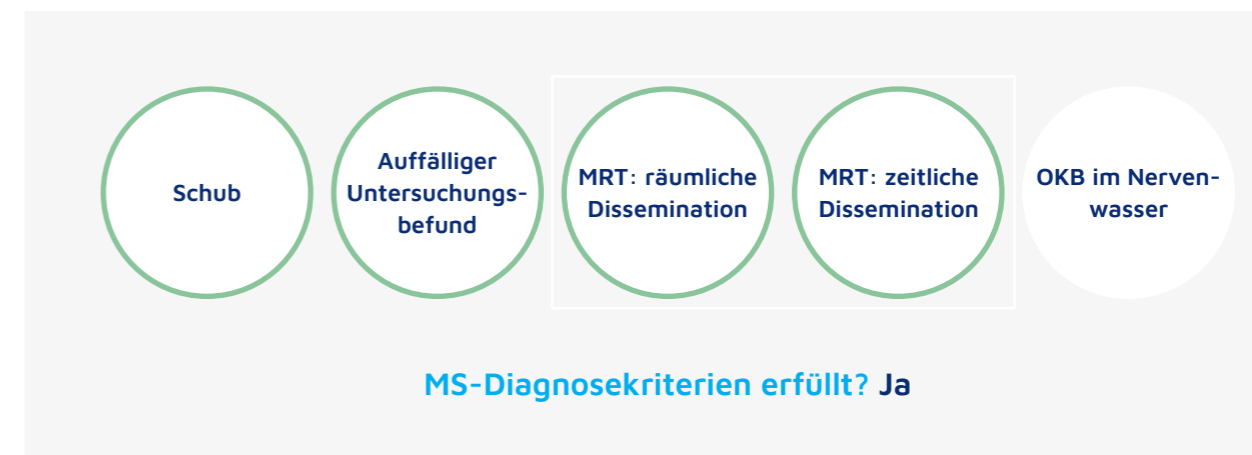 Schub
Auffälliger
Untersuchungs-
befund
MRT: räumliche
Dissemination
MRT: zeitliche
Dissemination
OKB im Nerven-
wasser
MS-Diagnosekriterien erfüllt? Ja